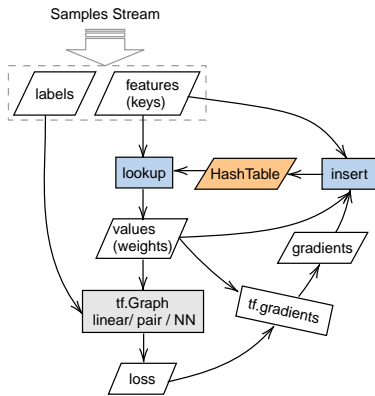 Samples Stream
labels
features
(keys)
lookup
HashTable
insert
values
(weights)
gradients
tf.Graph
linear/ pair / NN
tf.gradients
loss